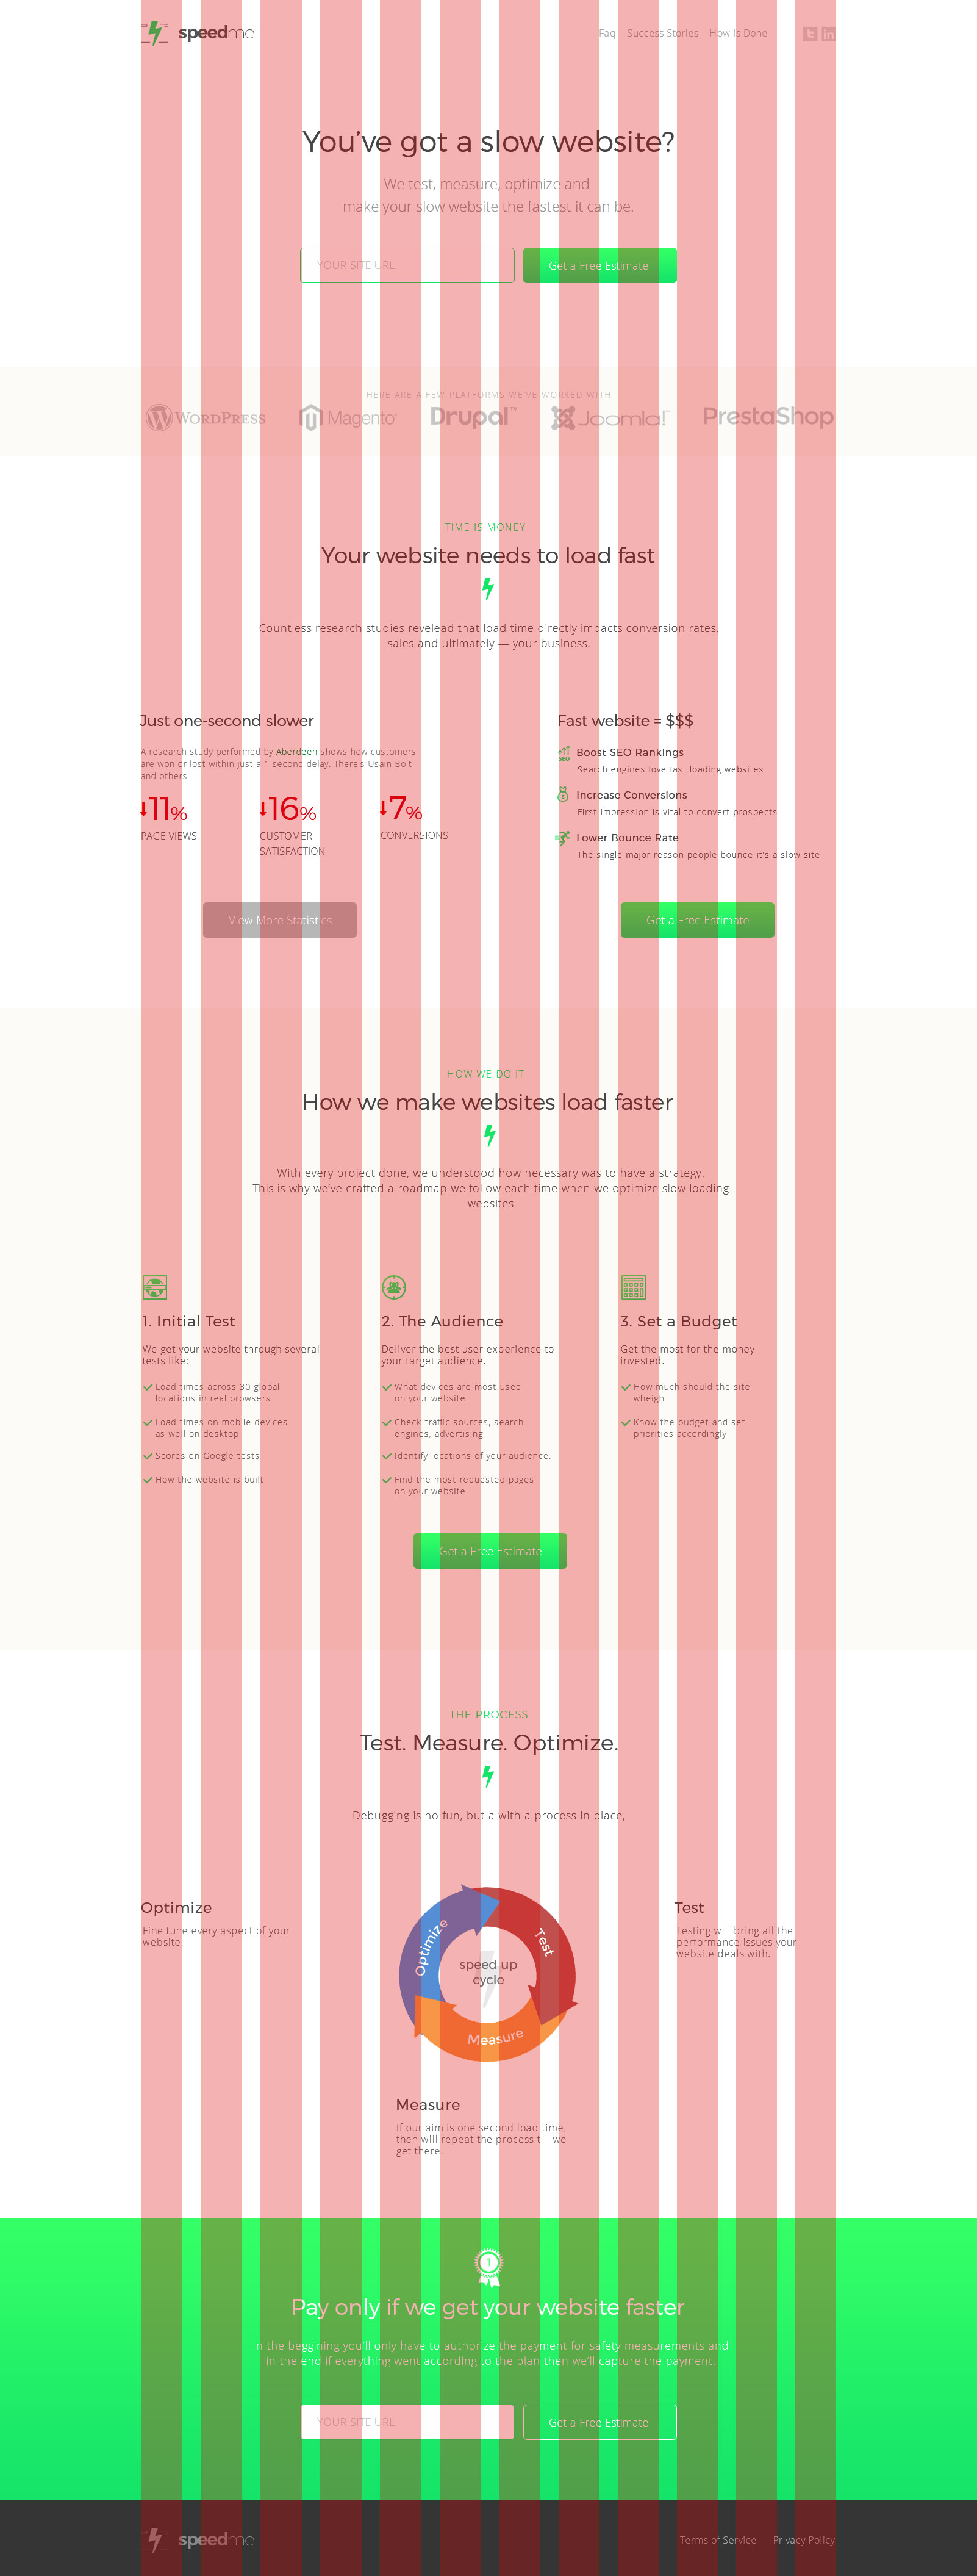 speedme
Faq Success Stories How Is Done
You've got a slow website?
We test, measure, optimize and
make your slow website the fastest it can be.
YOUR SITE URL
Get a Free Estimate
HERE ARE A FEW PLATFORMS WE'VE WORKED WITH
WORDPRESS Magento Drupal™ Joomla!™ PrestaShop
TIME IS MONEY
Your website needs to load fast
Countless research studies revelead that load time directly impacts conversion rates,
sales and ultimately — your business.
Just one-second slower
A research study performed by Aberdeen shows how customers
are won or lost within just a 1 second delay. There's Usain Bolt
and others.
11%
PAGE VIEWS
16%
CUSTOMER
SATISFACTION
7%
CONVERSIONS
View More Statistics
Fast website = $$$
SEO
Boost SEO Rankings
Search engines love fast loading websites
Increase Conversions
First impression is vital to convert prospects
Lower Bounce Rate
The single major reason people bounce it's a slow site
Get a Free Estimate
HOW WE DO IT
How we make websites load faster
With every project done, we understood how necessary was to have a strategy.
This is why we've crafted a roadmap we follow each time when we optimize slow loading
websites
1. Initial Test
We get your website through several
tests like:
Load times across 30 global
locations in real browsers
Load times on mobile devices
as well on desktop
Scores on Google tests
How the website is built
2. The Audience
Deliver the best user experience to
your target audience.
What devices are most used
on your website
Check traffic sources, search
engines, advertising
Identify locations of your audience.
Find the most requested pages
on your website
3. Set a Budget
Get the most for the money
invested.
How much should the site
wheigh.
Know the budget and set
priorities accordingly
Get a Free Estimate
THE PROCESS
Test. Measure. Optimize.
Debugging is no fun, but a with a process in place,
Optimize
Fine tune every aspect of your
website.
Optimize
Test
Measure
speed up
cycle
Test
Testing will bring all the
performance issues your
website deals with.
Measure
If our aim is one second load time,
then will repeat the process till we
get there.
1
Pay only if we get your website faster
In the beggining you'll only have to authorize the payment for safety measurements and
in the end if everything went according to the plan then we'll capture the payment.
YOUR SITE URL
Get a Free Estimate
speedme
Terms of Service Privacy Policy